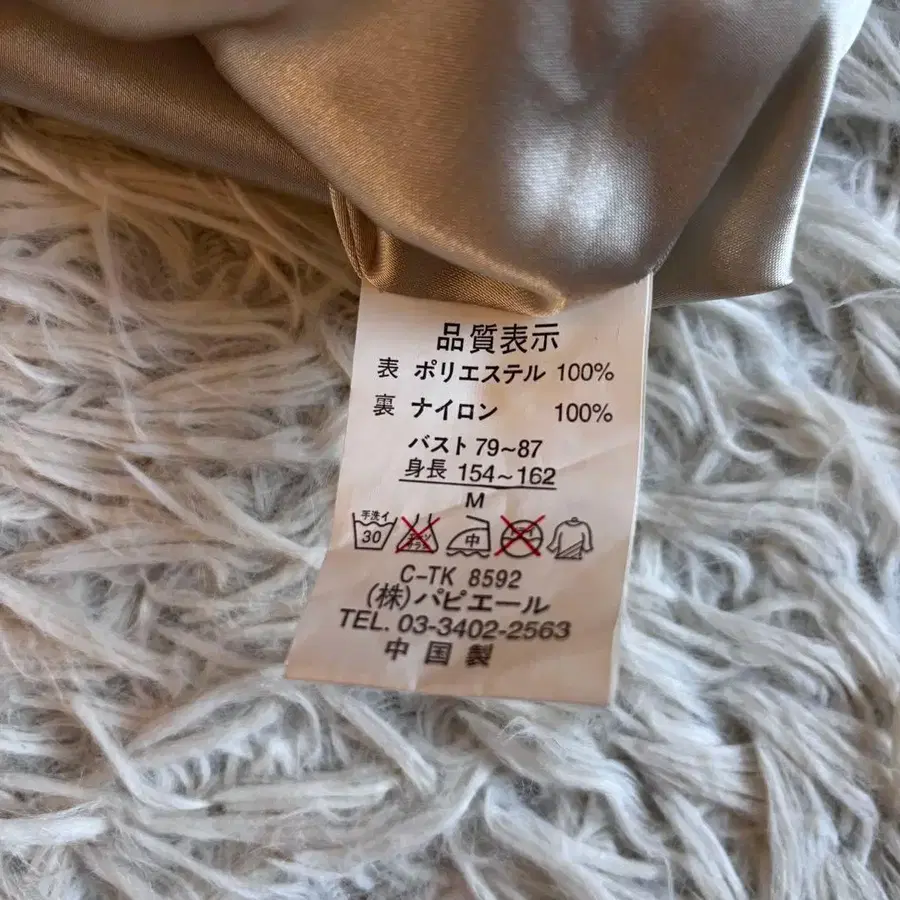 品質表示
表 ポリエステル 100%
裏 ナイロン 100%
バスト 79~87
身長 154~162
M
手洗イ
30
中
C-TK 8592
(株)パピエール
TEL. 03-3402-2563
中国製